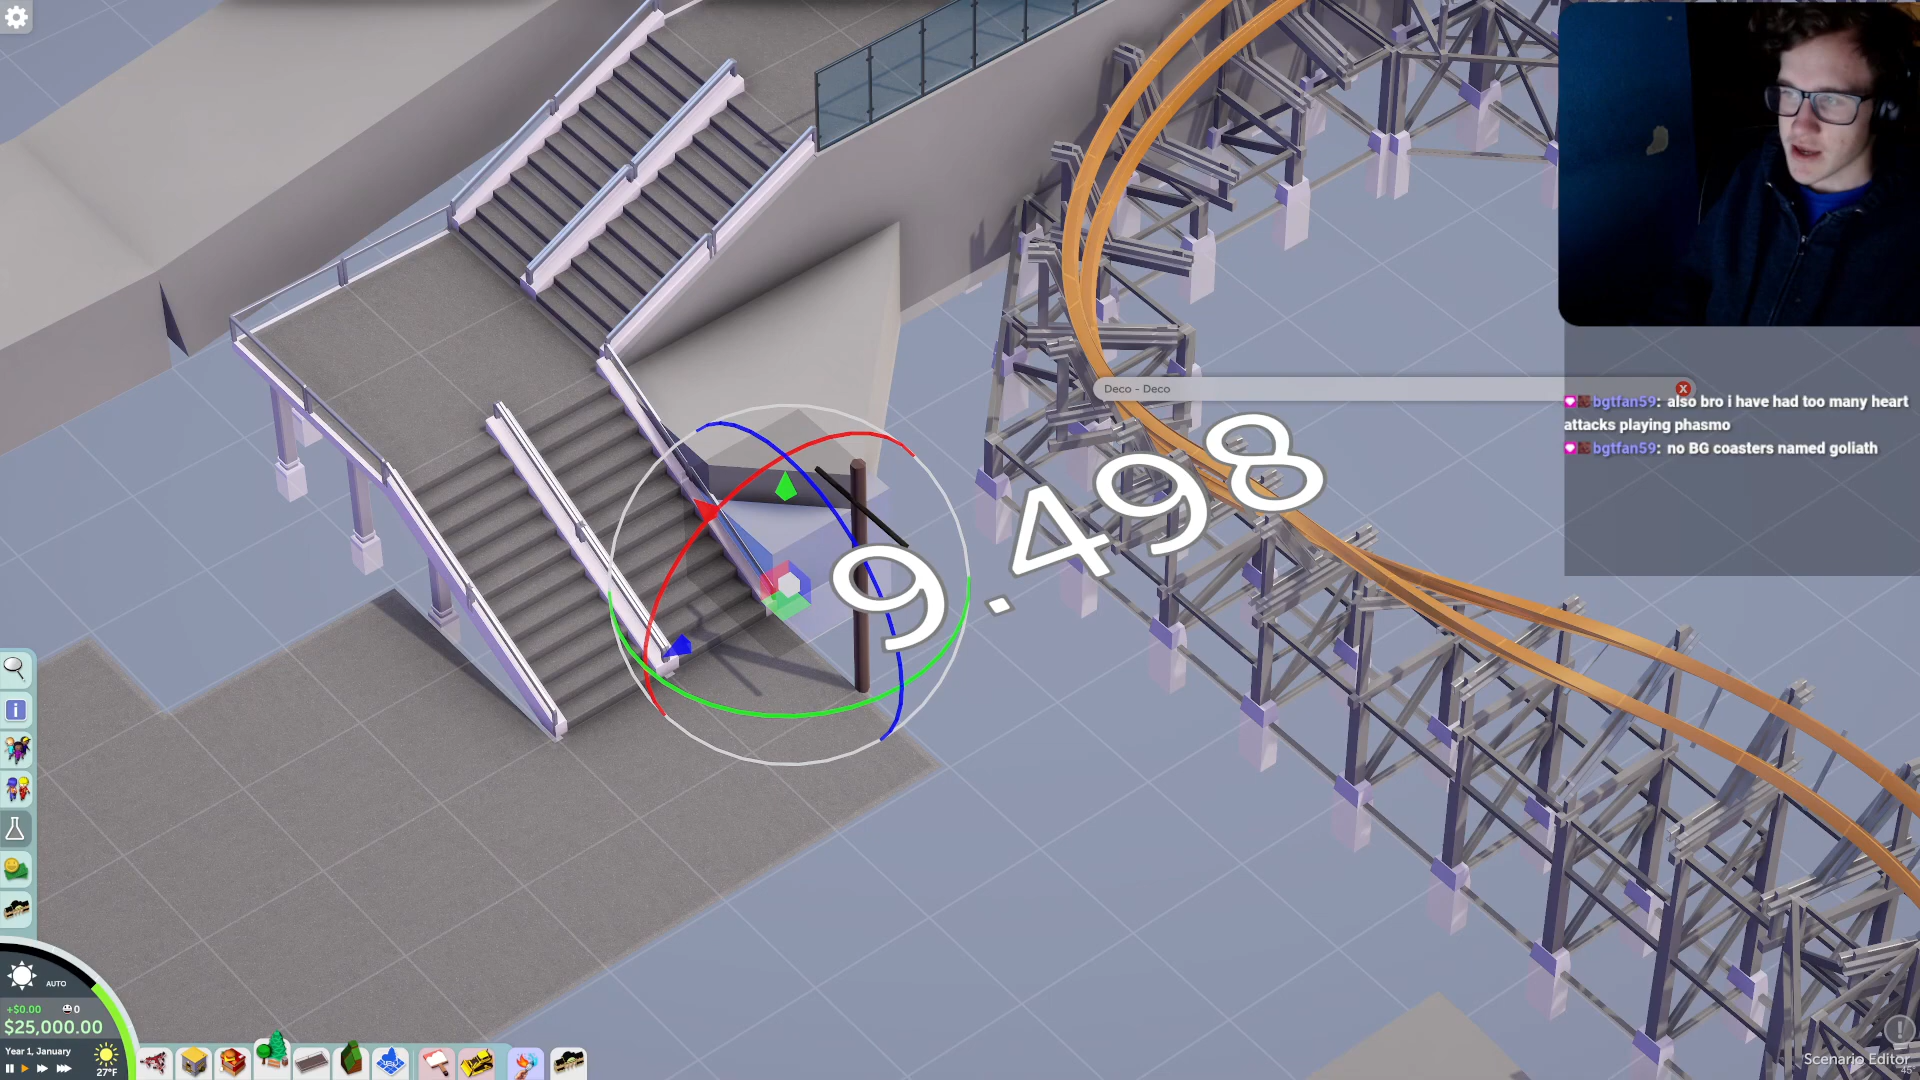 Deco - Deco
bgtfan59: also bro i have had too many heart
attacks playing phasmo
bgtfan59: no BG coasters named goliath
9.498
AUTO
+$0.00 0
$25,000.00
Year 1, January
27°F
Scenario Editor
45°